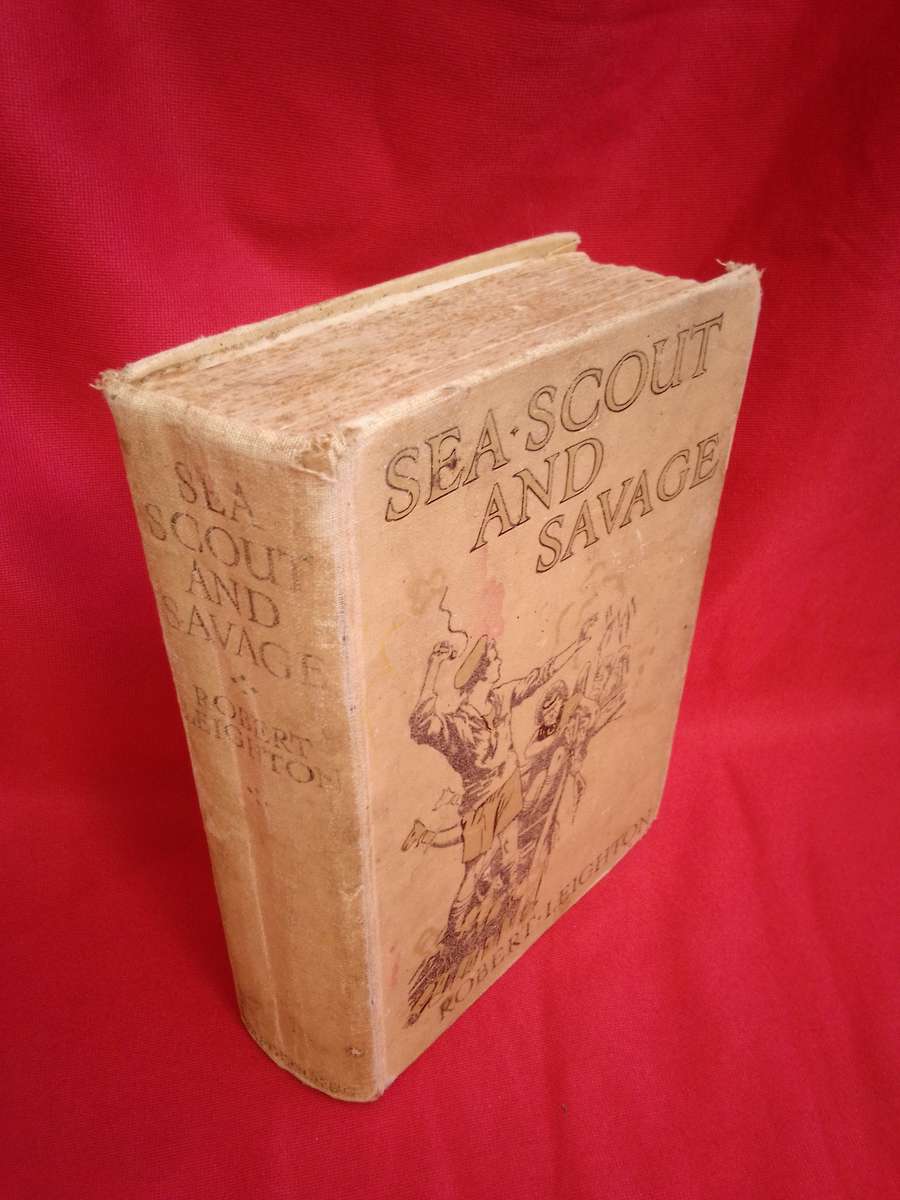 SEA
SCOUT
AND
SAVAGE
ROBERT
LEIGHTON
SEA·SCOUT
AND
SAVAGE
ROBERT·LEIGHTON